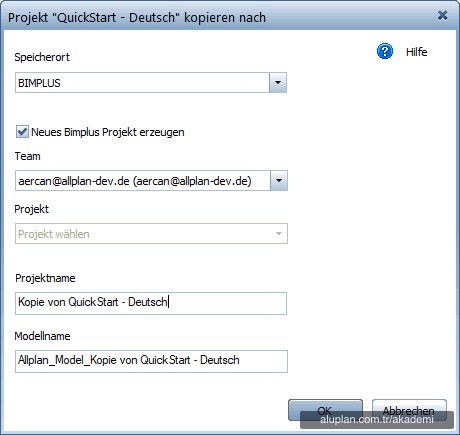 Projekt "QuickStart - Deutsch" kopieren nach
Speicherort
Hilfe
BIMPLUS
Neues Bimplus Projekt erzeugen
Team
aercan@allplan-dev.de (aercan@allplan-dev.de)
Projekt
Projekt wählen
Projektname
Kopie von QuickStart - Deutsch
Modellname
Allplan_Model_Kopie von QuickStart - Deutsch
OK Abbrechen
aluplan.com.tr/akademi